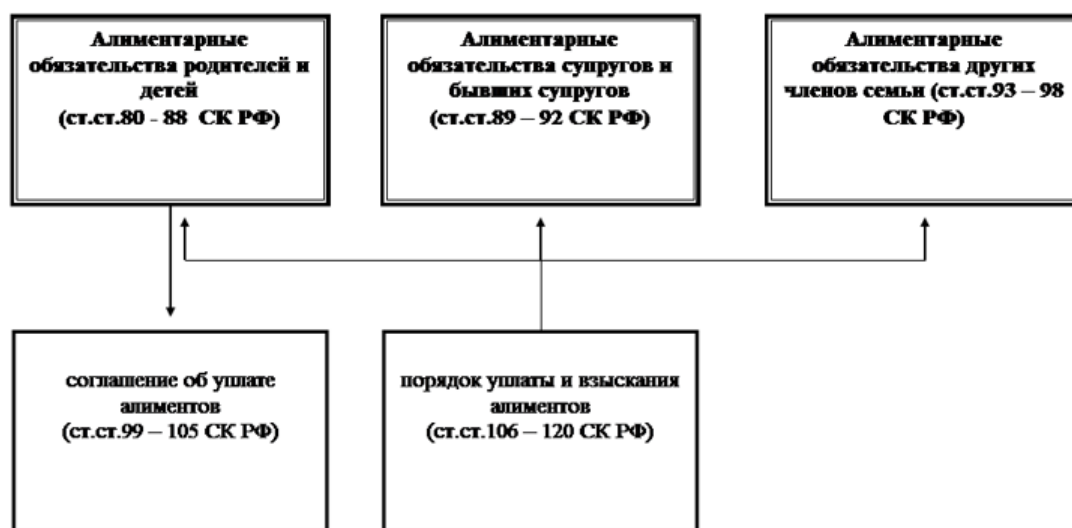 Алиментарные
обязательства родителей и
детей
(ст.ст.80 - 88 СК РФ)
Алиментарные
обязательства супругов и
бывших супругов
(ст.ст.89 – 92 СК РФ)
Алиментарные
обязательства других
членов семьи (ст.ст.93 – 98
СК РФ)
соглашение об уплате
алиментов
(ст.ст.99 – 105 СК РФ)
порядок уплаты и взыскания
алиментов
(ст.ст.106 – 120 СК РФ)